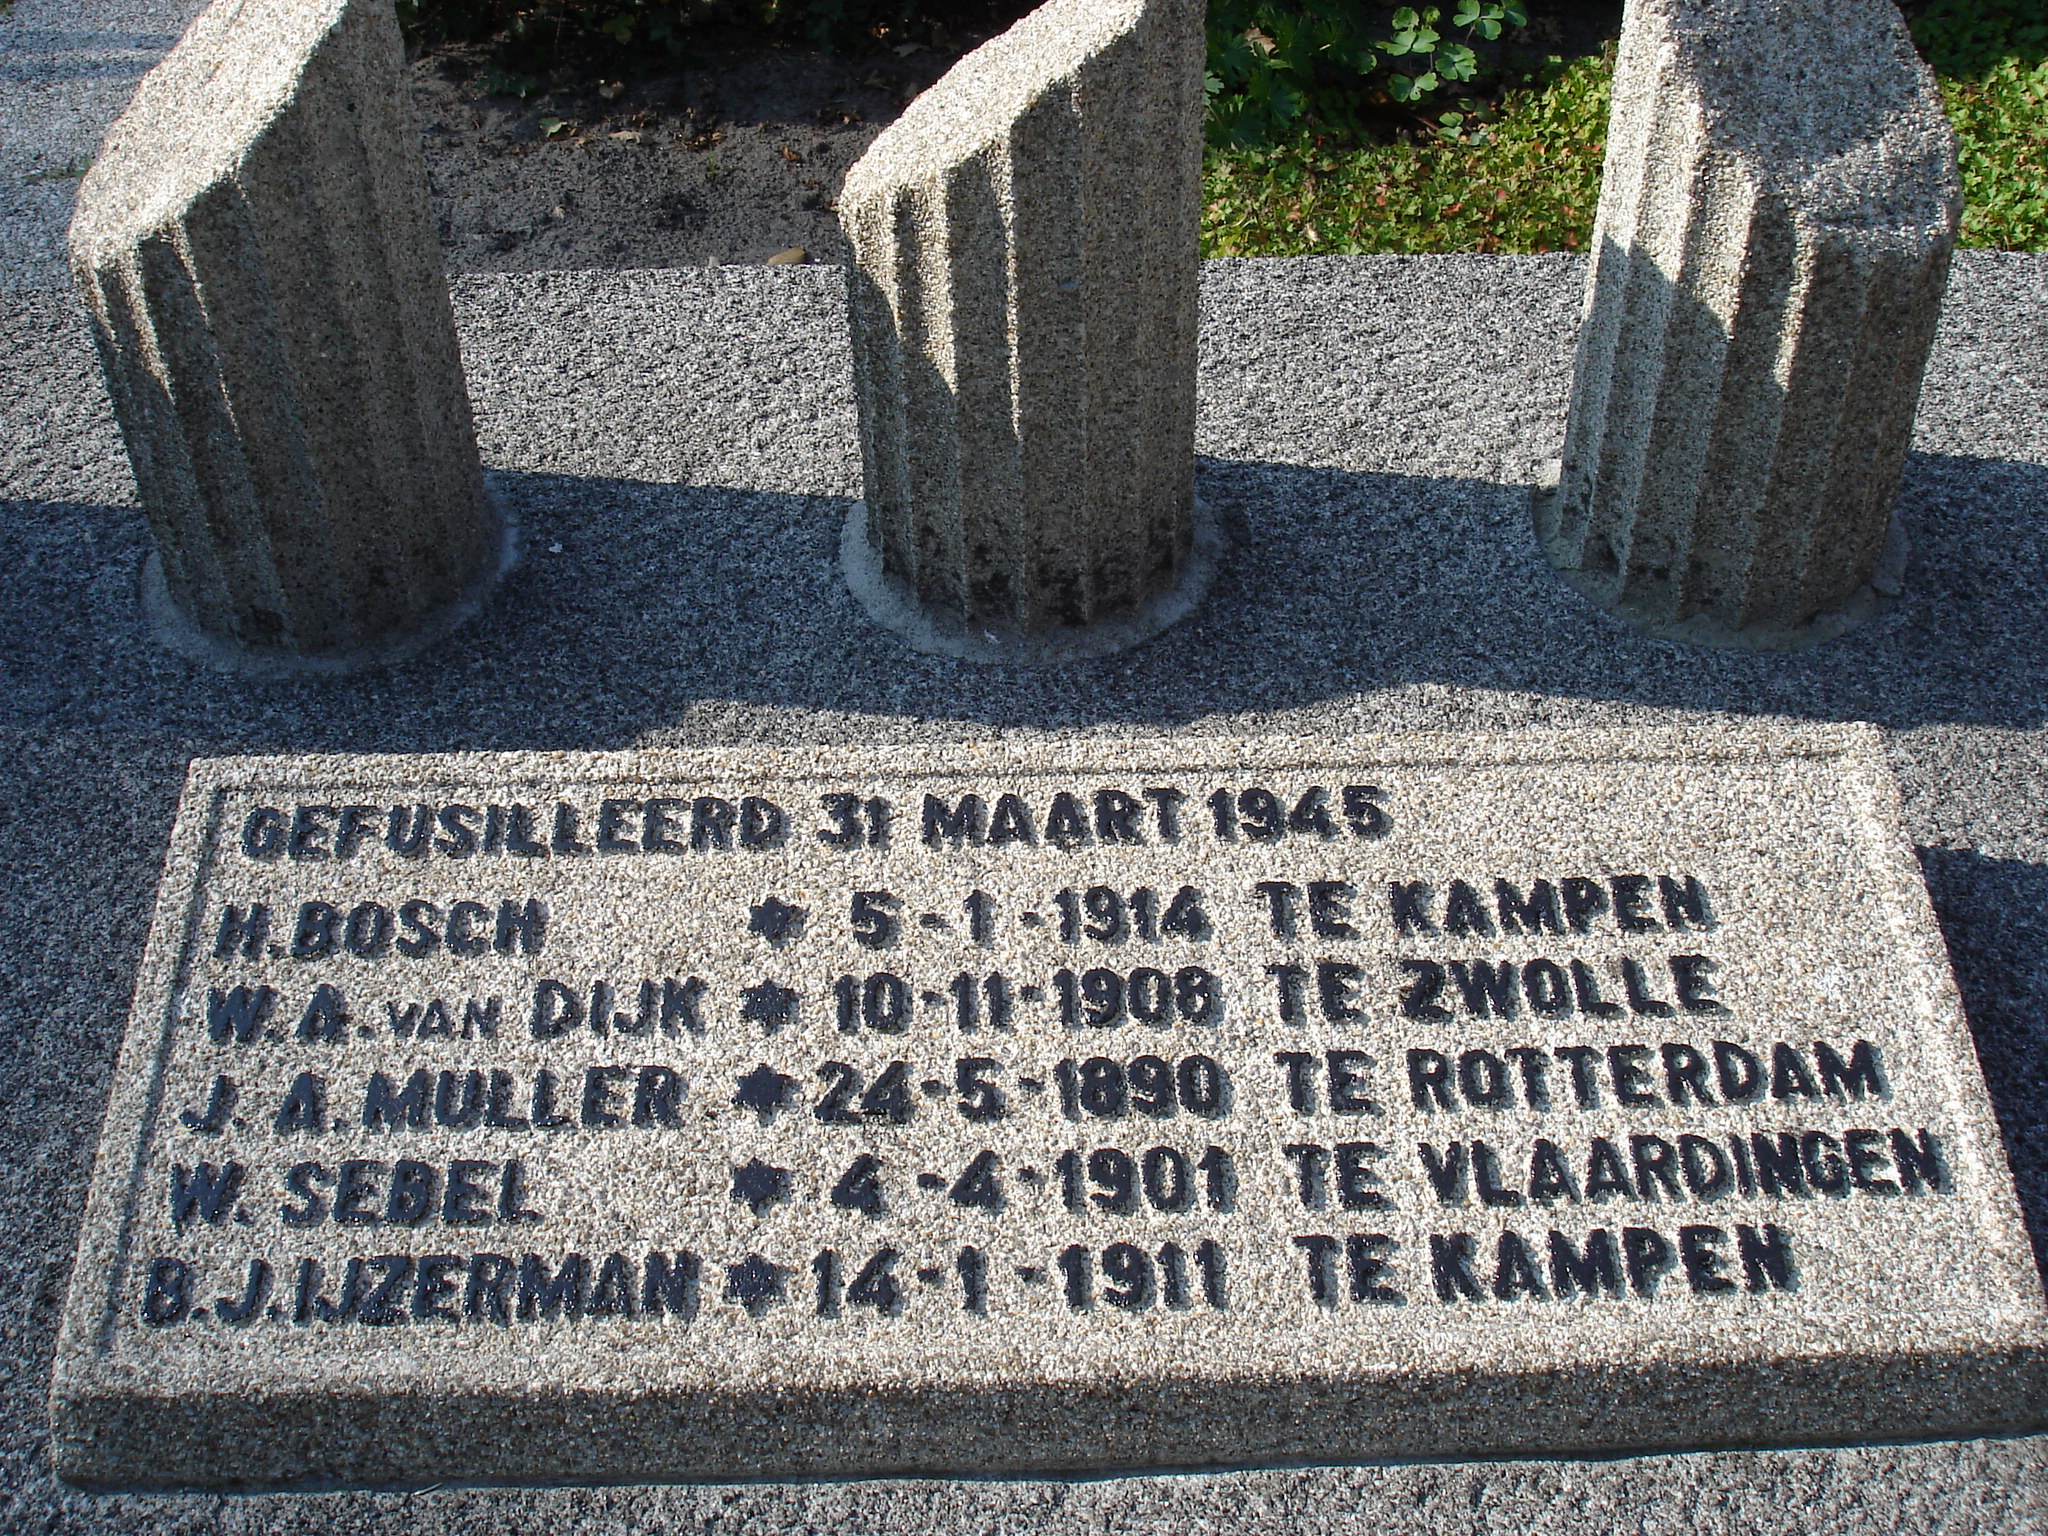 GEFUSILLEERD 31 MAART 1945
H. BOSCH ★ 5-1-1914 TE KAMPEN
W. A. VAN DIJK ★ 10-11-1908 TE ZWOLLE
J. A. MULLER ★ 24-5-1890 TE ROTTERDAM
W. SEBEL ★ 4-4-1901 TE VLAARDINGEN
B. J. IJZERMAN ★ 14-1-1911 TE KAMPEN